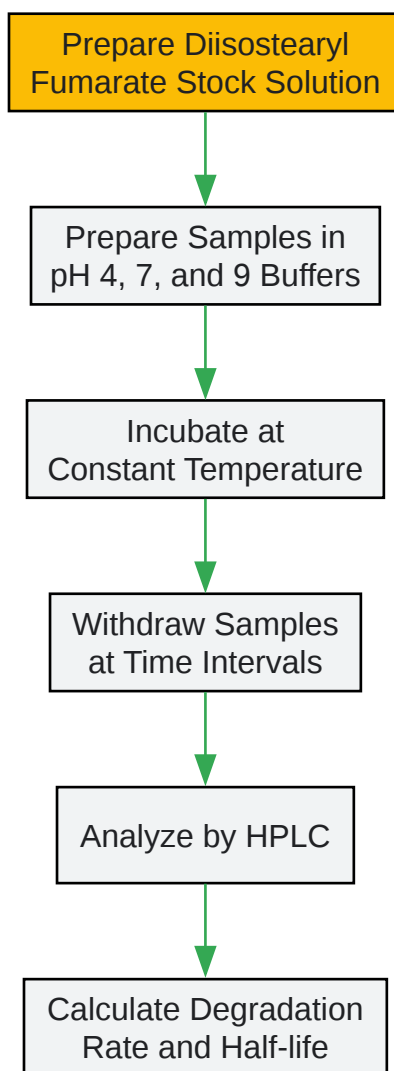 Prepare Diisostearyl
Fumarate Stock Solution
Prepare Samples in
pH 4, 7, and 9 Buffers
Incubate at
Constant Temperature
Withdraw Samples
at Time Intervals
Analyze by HPLC
Calculate Degradation
Rate and Half-life